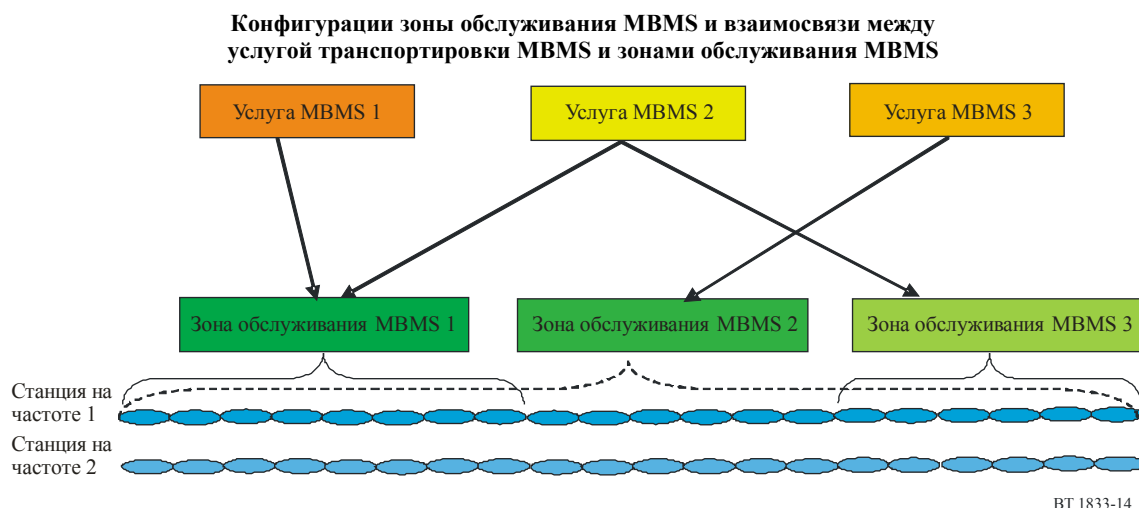 Конфигурации зоны обслуживания MBMS и взаимосвязи между
услугой транспортировки MBMS и зонами обслуживания MBMS
Услуга MBMS 1
Услуга MBMS 2
Услуга MBMS 3
Зона обслуживания MBMS 1
Зона обслуживания MBMS 2
Зона обслуживания MBMS 3
Станция на
частоте 1
Станция на
частоте 2
BT 1833-14